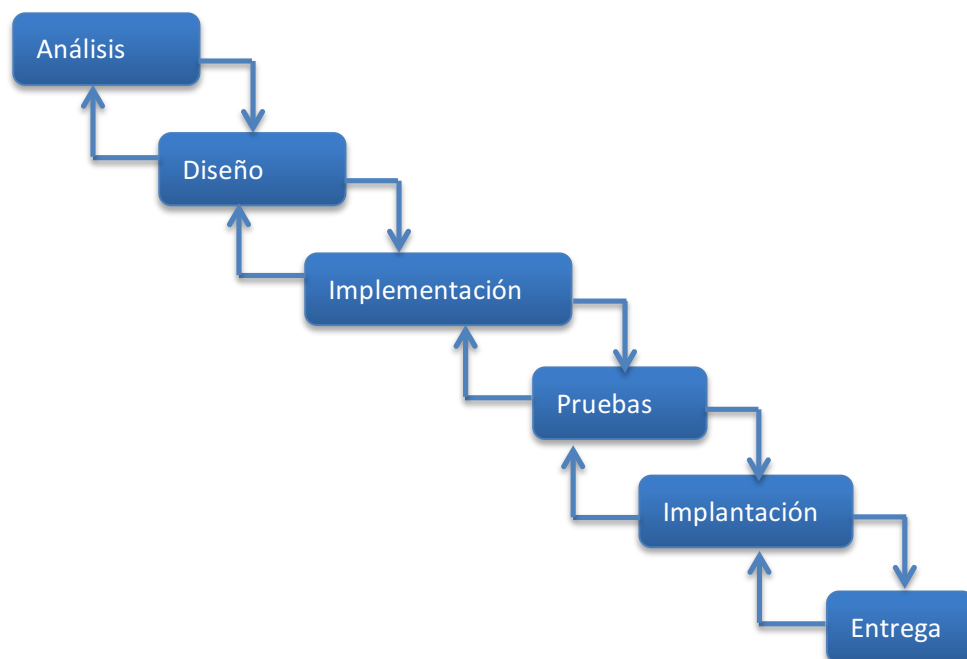 Análisis
Diseño
Implementación
Pruebas
Implantación
Entrega